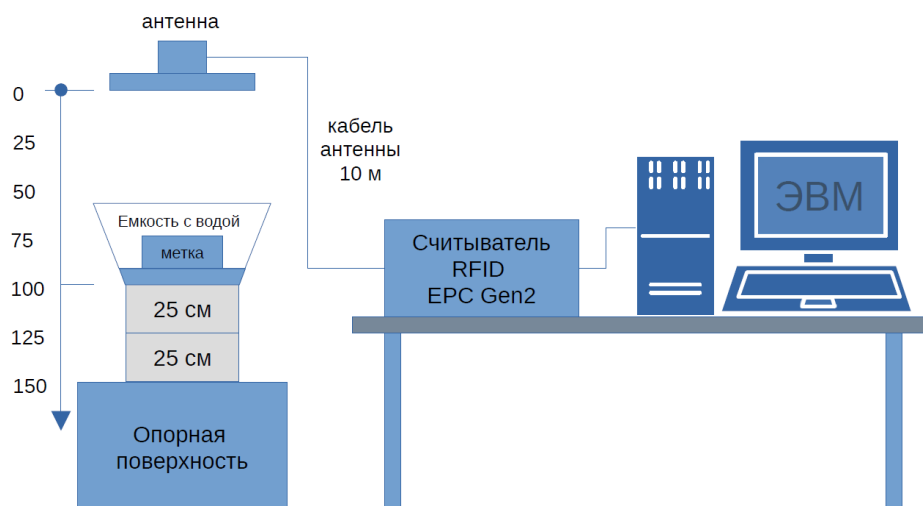 антенна
0
25
50
75
100
125
150
кабель
антенны
10 м
Емкость с водой
метка
25 см
25 см
Опорная
поверхность
Считыватель
RFID
EPC Gen2
ЭВМ